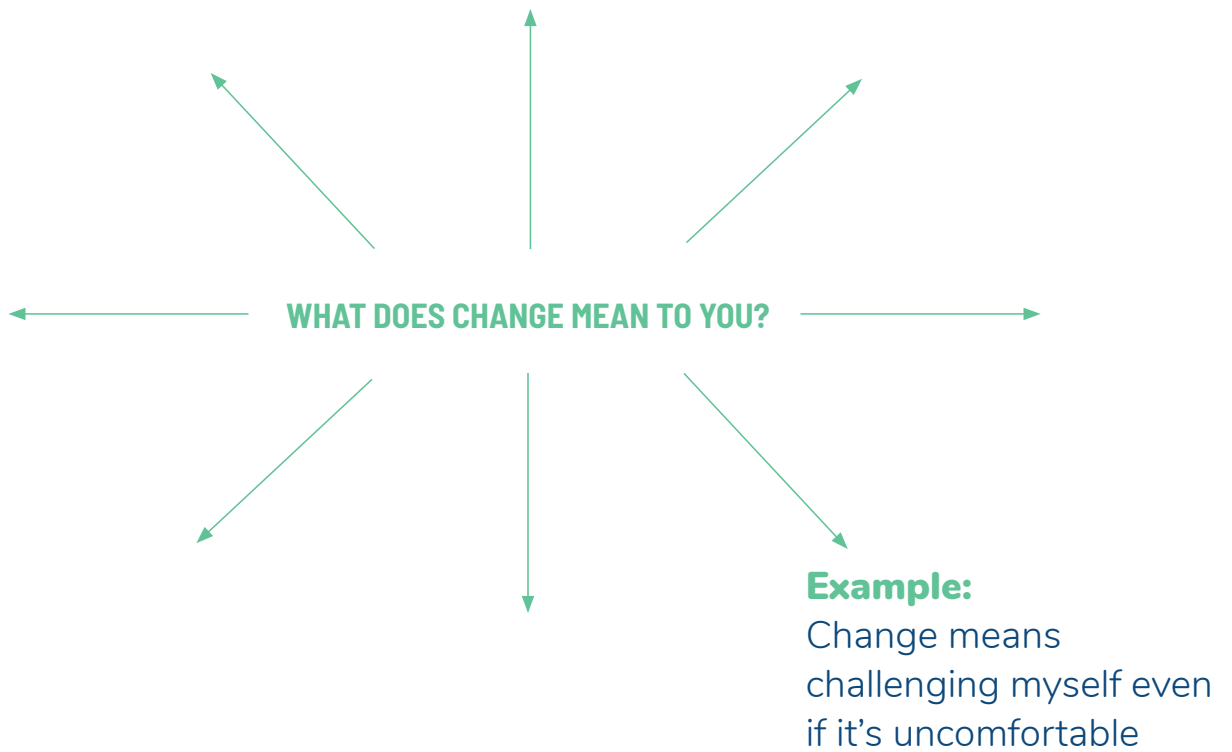 WHAT DOES CHANGE MEAN TO YOU?
Example:
Change means
challenging myself even
if it’s uncomfortable